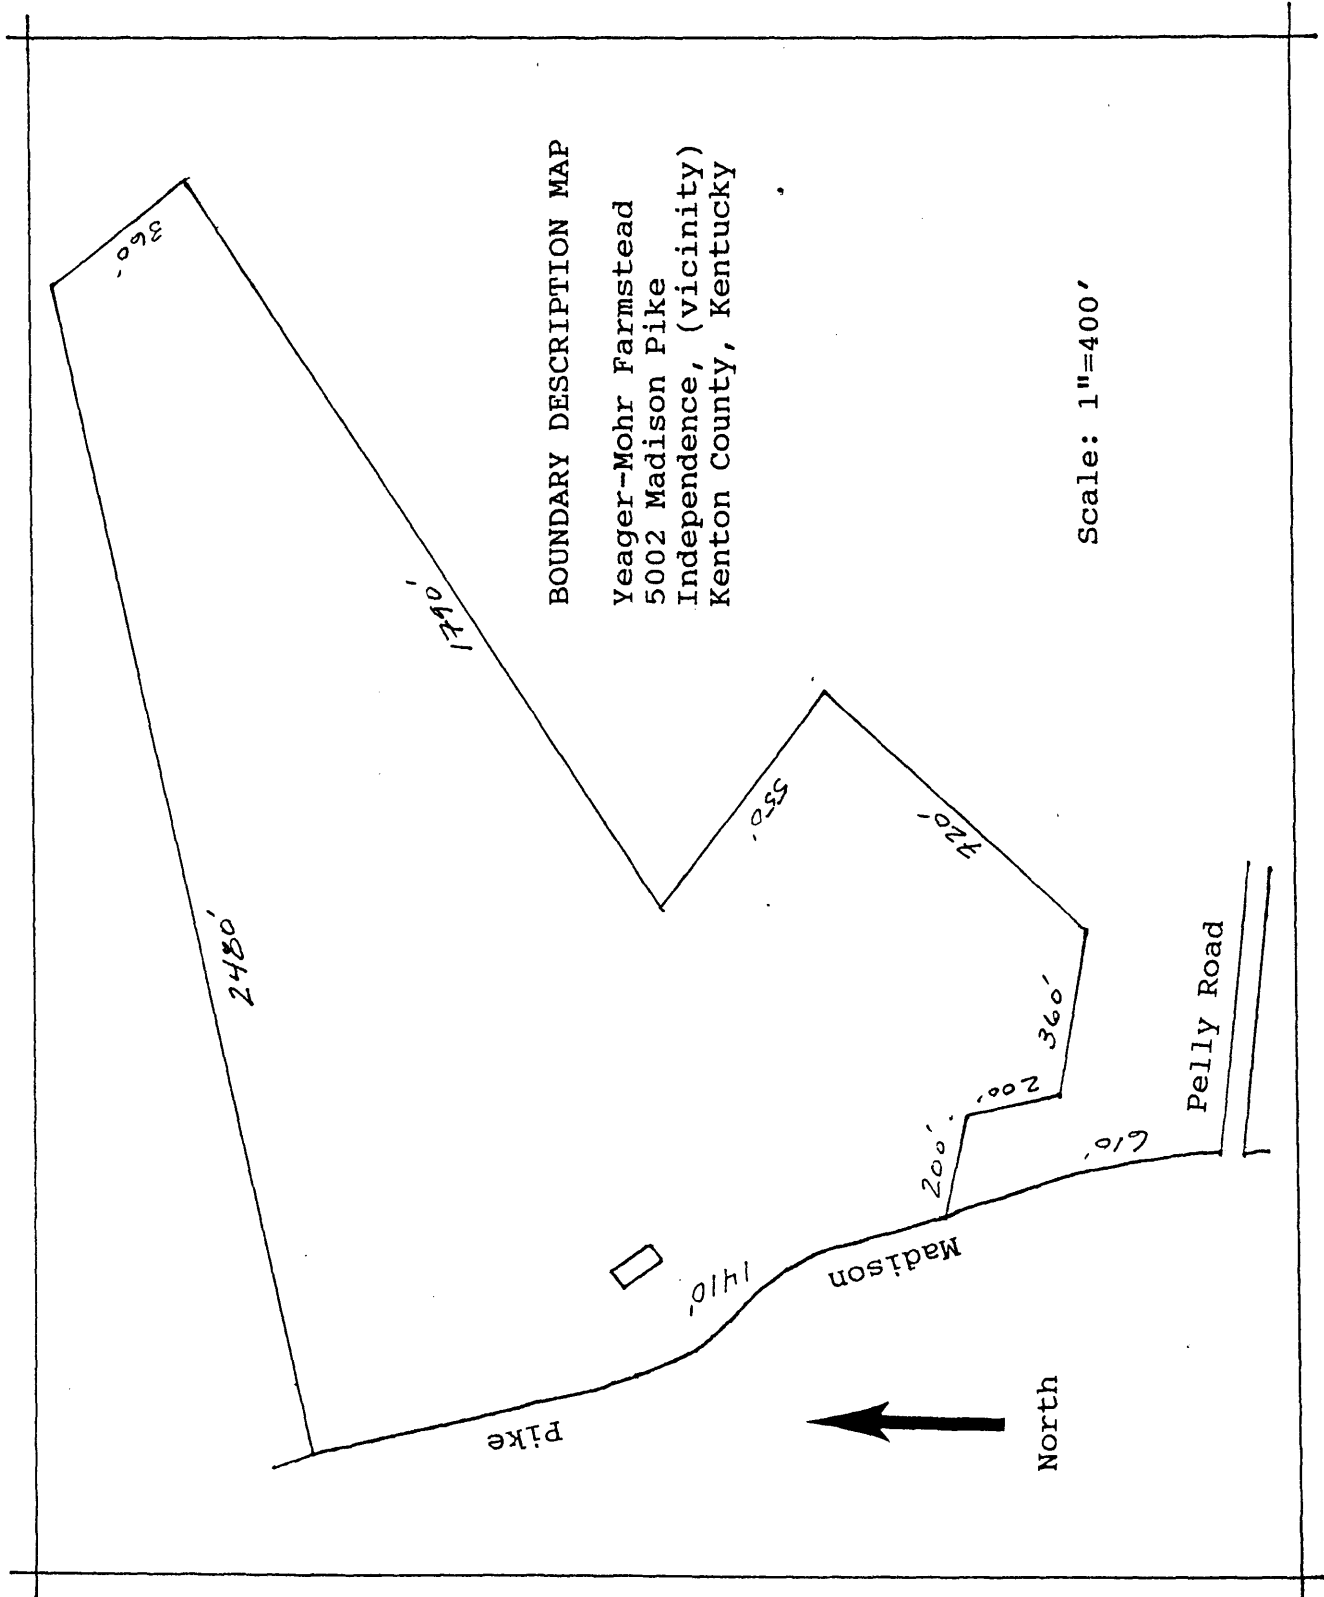 BOUNDARY DESCRIPTION MAP
Yeager-Mohr Farmstead
5002 Madison Pike
Independence, (vicinity)
Kenton County, Kentucky
Scale: 1"=400'
360'
2480'
1790'
550'
720'
360'
200'
200'
610'
1410'
Madison
Pike
Pelly Road
North